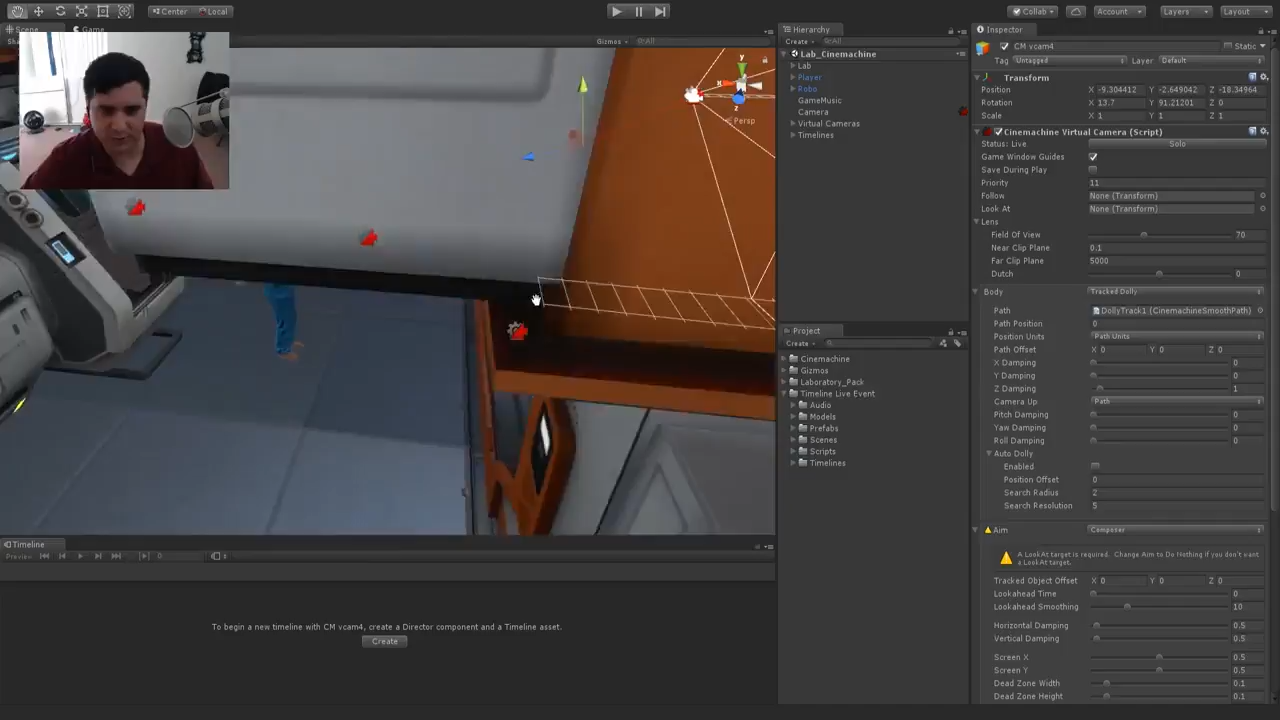 Center
Local
Collab
Account
Layers
Layout
Scene
Game
Sha
Gizmos
All
y
x
z
Persp
Hierarchy
Create
All
Lab_Cinemachine
Lab
Player
Robo
GameMusic
Camera
Virtual Cameras
Timelines
Project
Create
Cinemachine
Gizmos
Laboratory_Pack
Timeline Live Event
Audio
Models
Prefabs
Scenes
Scripts
Timelines
Inspector
CM vcam4
Static
Tag Untagged Layer Default
Transform
Position X -9.304412 Y -2.649042 Z -18.34964
Rotation X 13.7 Y 91.21201 Z 0
Scale X 1 Y 1 Z 1
Cinemachine Virtual Camera (Script)
Status: Live Solo
Game Window Guides
Save During Play
Priority 11
Follow None (Transform)
Look At None (Transform)
Lens
Field Of View 70
Near Clip Plane 0.1
Far Clip Plane 5000
Dutch 0
Body Tracked Dolly
Path DollyTrack1 (CinemachineSmoothPath)
Path Position 0
Position Units Path Units
Path Offset X 0 Y 0 Z 0
X Damping 0
Y Damping 0
Z Damping 1
Camera Up Path
Pitch Damping 0
Yaw Damping 0
Roll Damping 0
Auto Dolly
Enabled
Position Offset 0
Search Radius 2
Search Resolution 5
Aim Composer
A LookAt target is required. Change Aim to Do Nothing if you don't want
a LookAt target.
Tracked Object Offset X 0 Y 0 Z 0
Lookahead Time 0
Lookahead Smoothing 10
Horizontal Damping 0.5
Vertical Damping 0.5
Screen X 0.5
Screen Y 0.5
Dead Zone Width 0.1
Dead Zone Height 0.1
Timeline
Preview 0
To begin a new timeline with CM vcam4, create a Director component and a Timeline asset.
Create